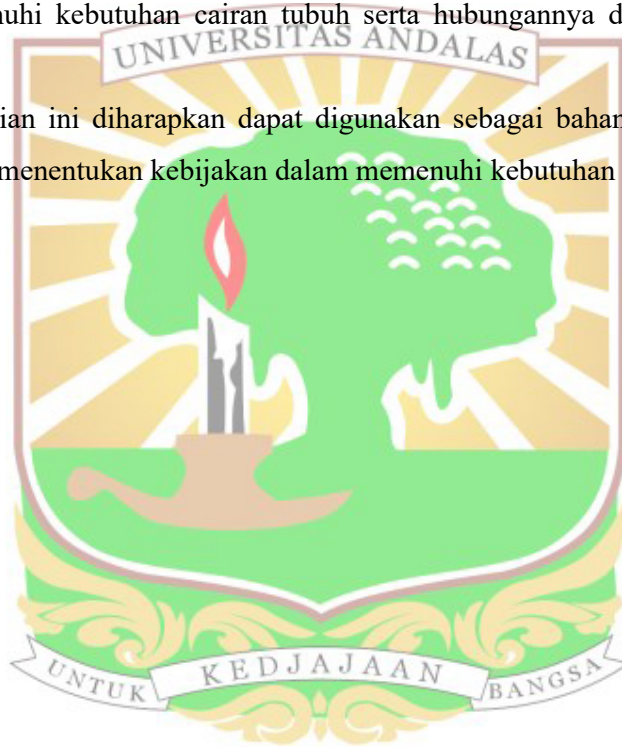 nuhi kebutuhan cairan tubuh serta hubungannya d
UNIVERSITAS ANDALAS
ian ini diharapkan dapat digunakan sebagai bahan
menentukan kebijakan dalam memenuhi kebutuhan
UNTUK KEDJAJAAN BANGSA